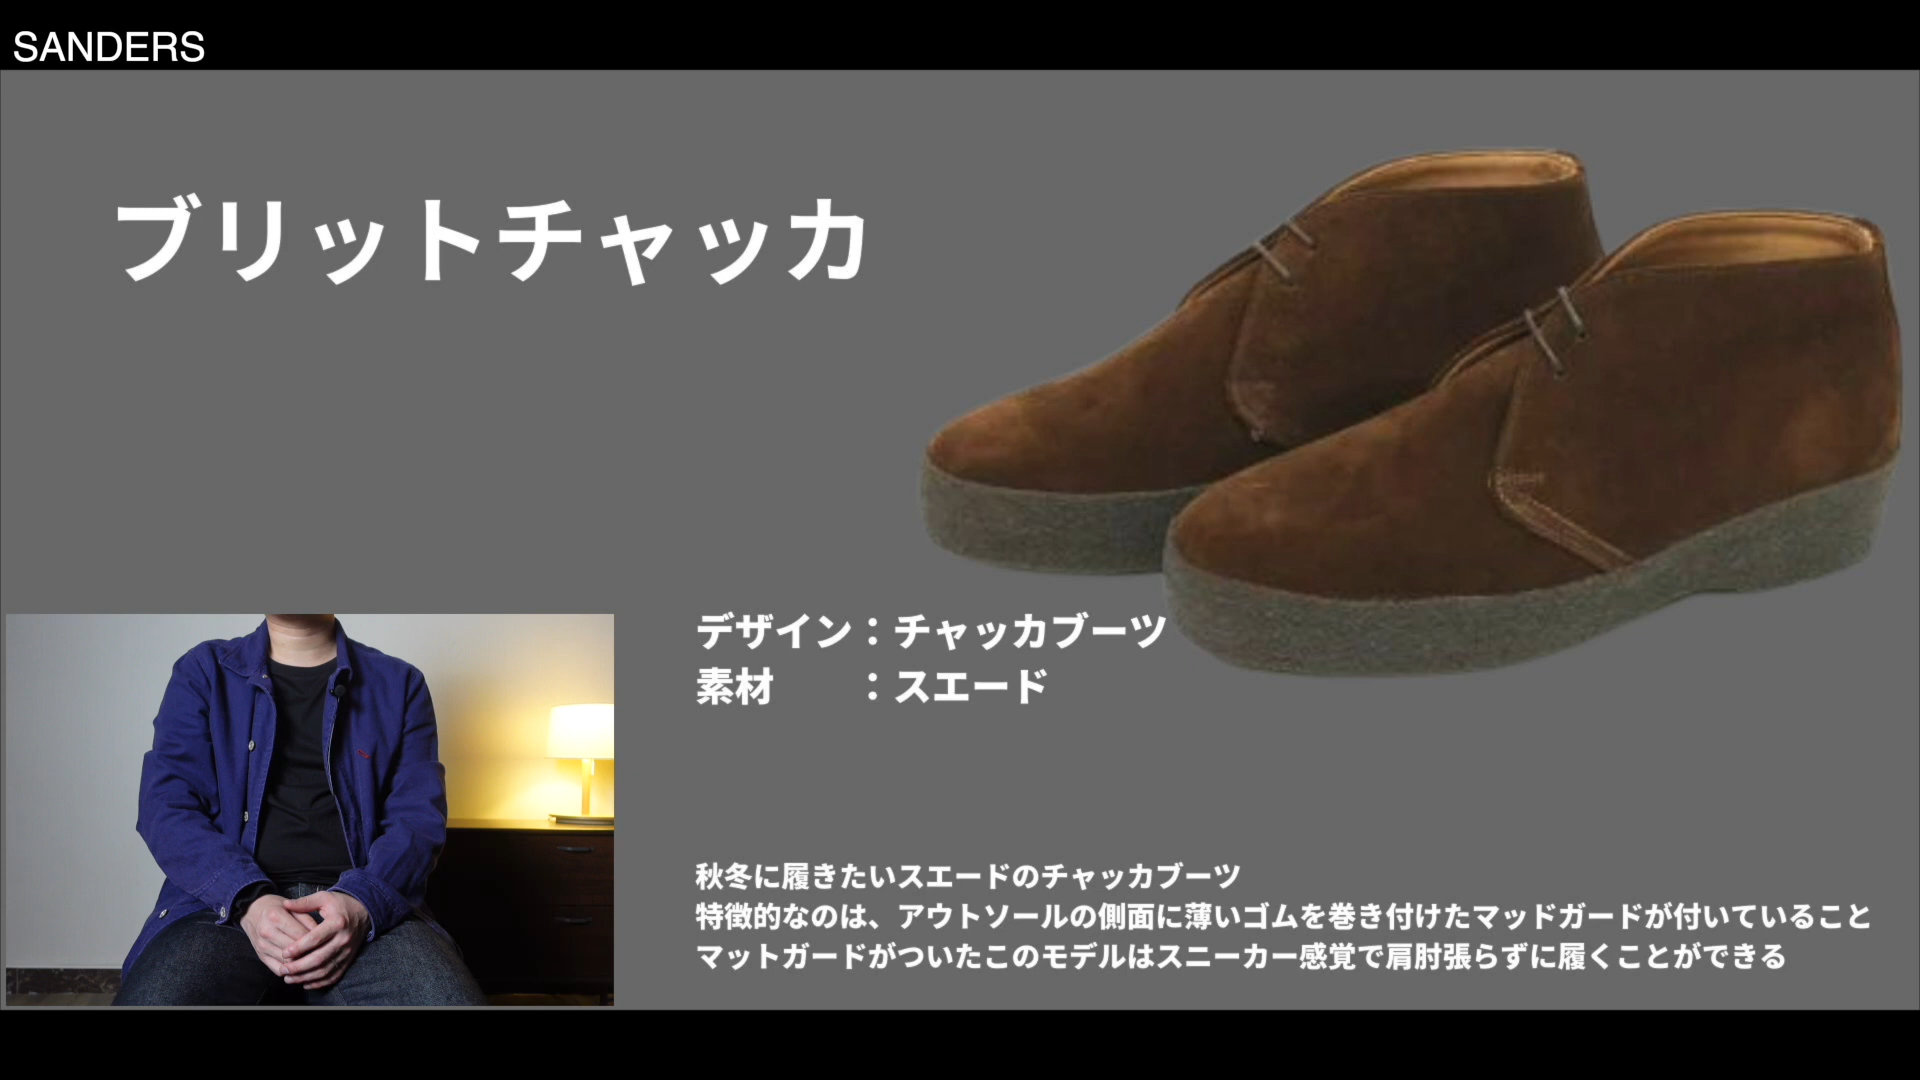 SANDERS
ブリットチャッカ
デザイン：チャッカブーツ
素材　　：スエード
秋冬に履きたいスエードのチャッカブーツ
特徴的なのは、アウトソールの側面に薄いゴムを巻き付けたマッドガードが付いていること
マットガードがついたこのモデルはスニーカー感覚で肩肘張らずに履くことができる